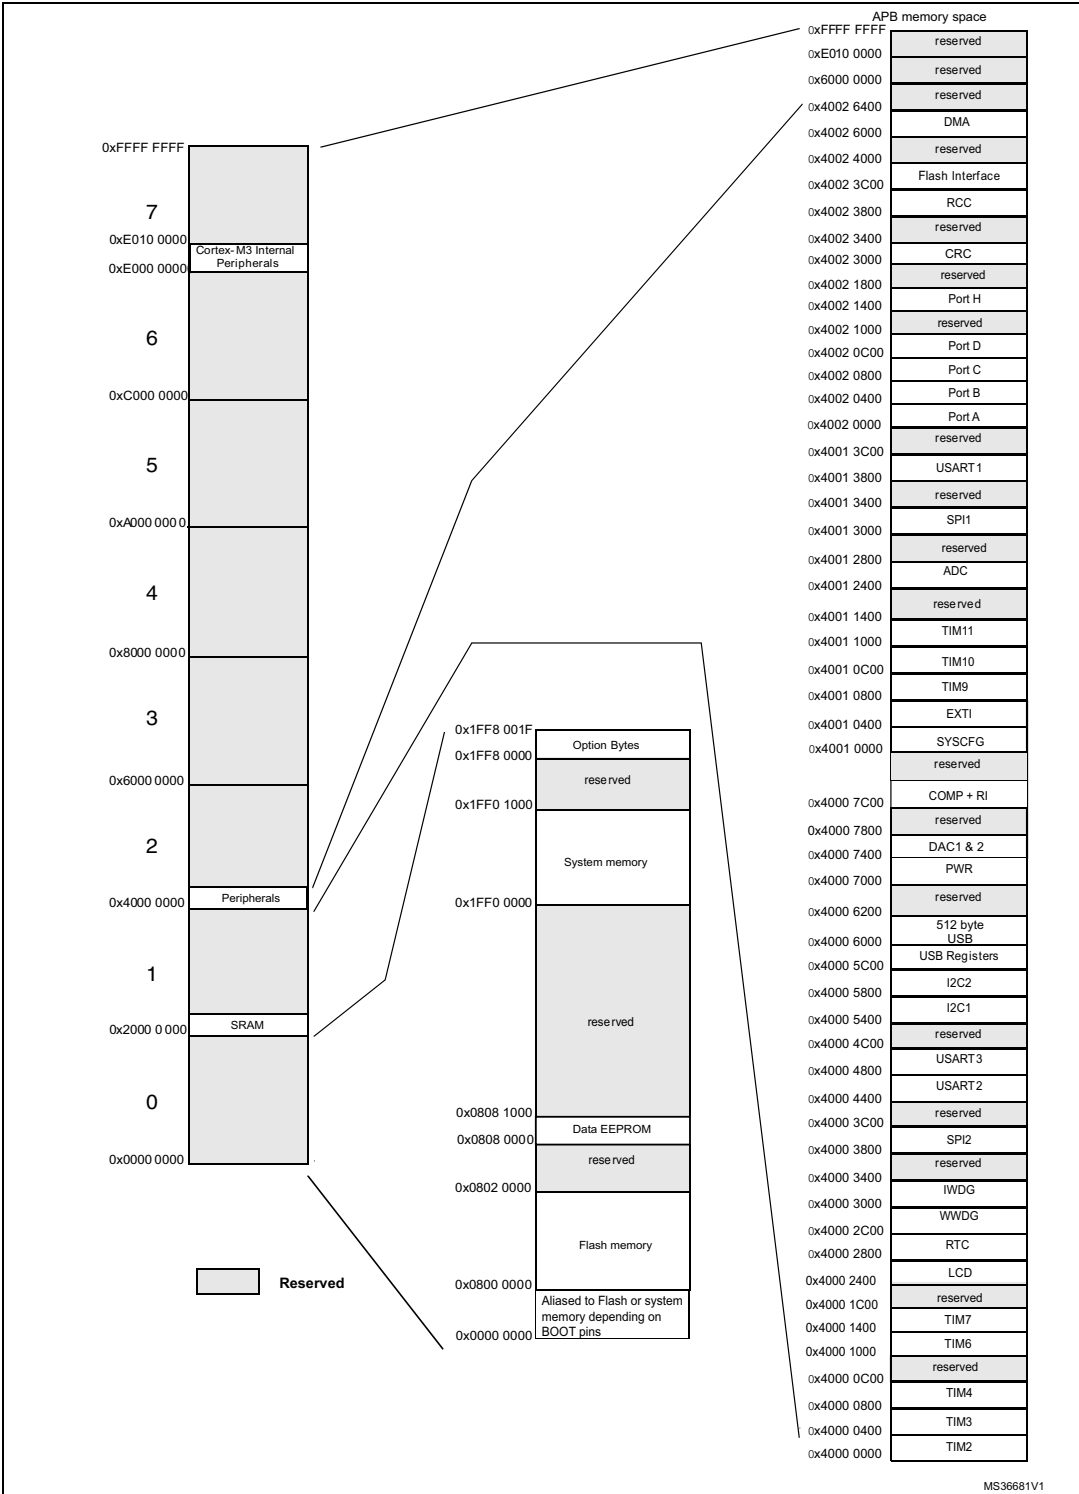 0xFFFF FFFF
7
0xE010 0000
Cortex-M3 Internal
Peripherals
0xE000 0000
6
0xC000 0000
5
0xA000 0000
4
0x8000 0000
3
0x6000 0000
2
0x4000 0000
Peripherals
1
0x2000 0000
SRAM
0
0x0000 0000
Reserved
0x1FF8 001F
Option Bytes
0x1FF8 0000
reserved
0x1FF0 1000
System memory
0x1FF0 0000
reserved
0x0808 1000
Data EEPROM
0x0808 0000
reserved
0x0802 0000
Flash memory
0x0800 0000
Aliased to Flash or system
memory depending on
BOOT pins
0x0000 0000
APB memory space
0xFFFF FFFF
reserved
0xE010 0000
reserved
0x6000 0000
reserved
0x4002 6400
DMA
0x4002 6000
reserved
0x4002 4000
Flash Interface
0x4002 3C00
RCC
0x4002 3800
reserved
0x4002 3400
CRC
0x4002 3000
reserved
0x4002 1800
Port H
0x4002 1400
reserved
0x4002 1000
Port D
0x4002 0C00
Port C
0x4002 0800
Port B
0x4002 0400
Port A
0x4002 0000
reserved
0x4001 3C00
USART1
0x4001 3800
reserved
0x4001 3400
SPI1
0x4001 3000
reserved
0x4001 2800
ADC
0x4001 2400
reserved
0x4001 1400
TIM11
0x4001 1000
TIM10
0x4001 0C00
TIM9
0x4001 0800
EXTI
0x4001 0400
SYSCFG
0x4001 0000
reserved
COMP + RI
0x4000 7C00
reserved
0x4000 7800
DAC1 & 2
0x4000 7400
PWR
0x4000 7000
reserved
0x4000 6200
512 byte
USB
0x4000 6000
USB Registers
0x4000 5C00
I2C2
0x4000 5800
I2C1
0x4000 5400
reserved
0x4000 4C00
USART3
0x4000 4800
USART2
0x4000 4400
reserved
0x4000 3C00
SPI2
0x4000 3800
reserved
0x4000 3400
IWDG
0x4000 3000
WWDG
0x4000 2C00
RTC
0x4000 2800
LCD
0x4000 2400
reserved
0x4000 1C00
TIM7
0x4000 1400
TIM6
0x4000 1000
reserved
0x4000 0C00
TIM4
0x4000 0800
TIM3
0x4000 0400
TIM2
0x4000 0000
MS36681V1